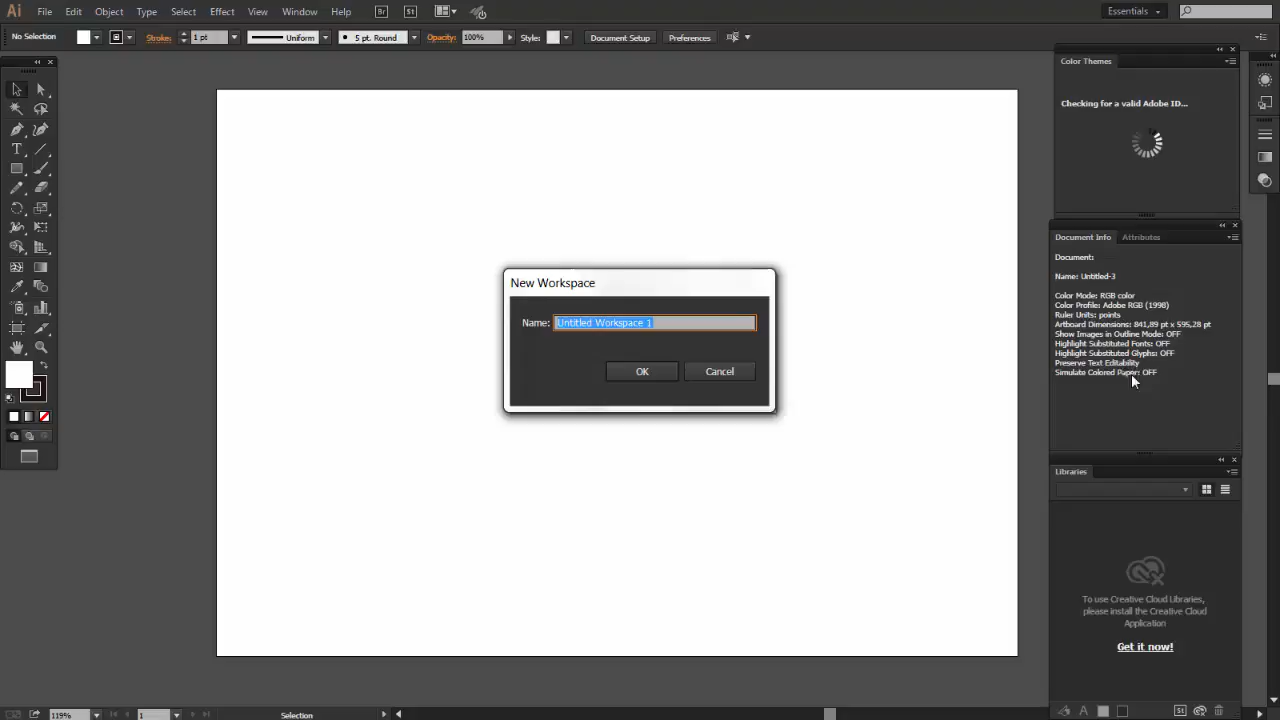 Ai File Edit Object Type Select Effect View Window Help Br St Essentials
No Selection Stroke: 1 pt Uniform 5 pt. Round Opacity: 100% Style: Document Setup Preferences
Color Themes
Checking for a valid Adobe ID...
Document Info Attributes
Document:
Name: Untitled-3
Color Mode: RGB color
Color Profile: Adobe RGB (1998)
Ruler Units: points
Artboard Dimensions: 841,89 pt x 595,28 pt
Show Images in Outline Mode: OFF
Highlight Substituted Fonts: OFF
Highlight Substituted Glyphs: OFF
Preserve Text Editability
Simulate Colored Paper: OFF
New Workspace
Name: Untitled Workspace 1
OK Cancel
Libraries
To use Creative Cloud Libraries,
please install the Creative Cloud
Application
Get it now!
119% 1 Selection
St